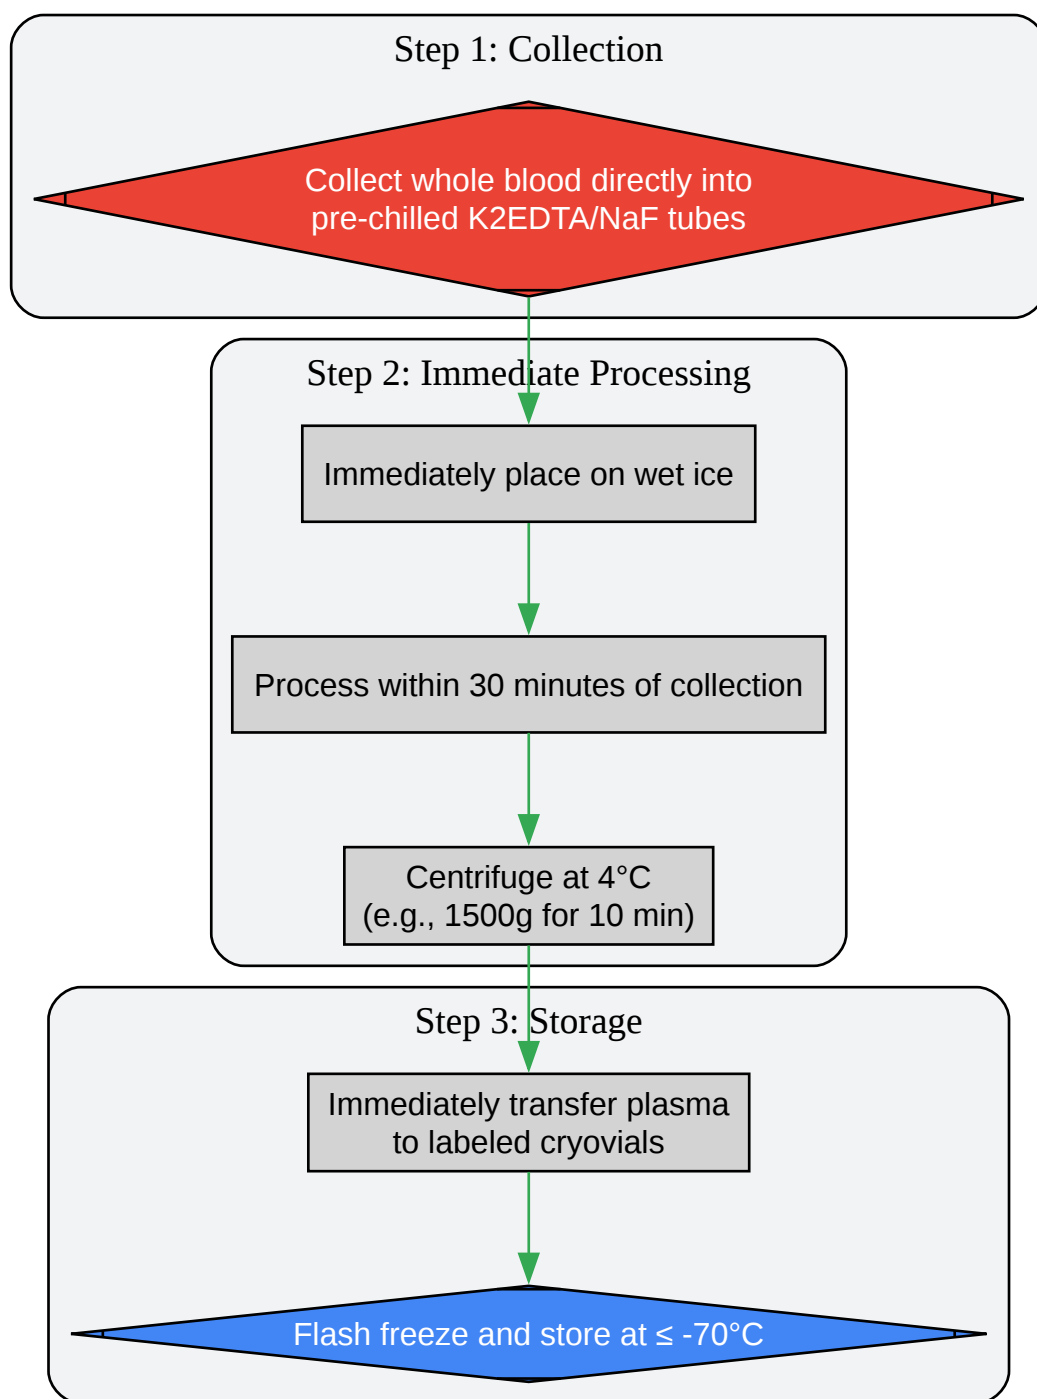 Step 1: Collection
Collect whole blood directly into
pre-chilled K2EDTA/NaF tubes
Step 2: Immediate Processing
Immediately place on wet ice
Process within 30 minutes of collection
Centrifuge at 4°C
(e.g., 1500g for 10 min)
Step 3: Storage
Immediately transfer plasma
to labeled cryovials
Flash freeze and store at ≤ -70°C